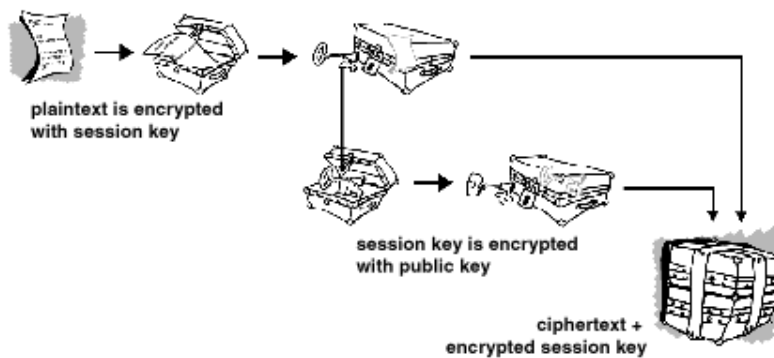 plaintext is encrypted
with session key
session key is encrypted
with public key
ciphertext +
encrypted session key